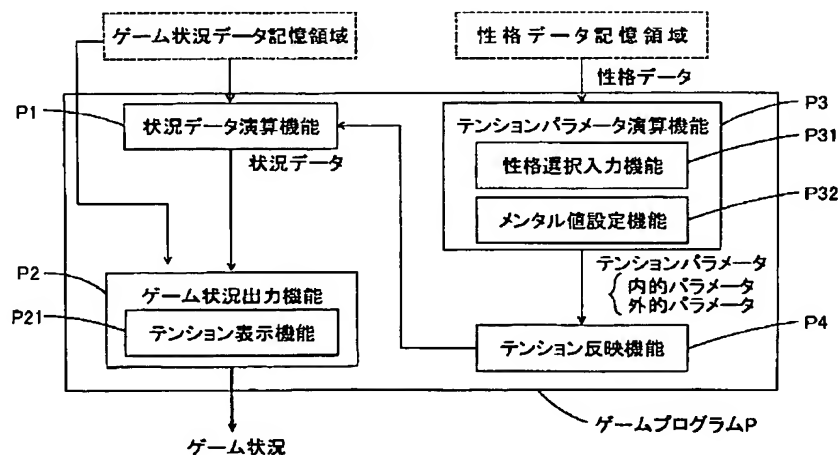 ゲーム状況データ記憶領域
性格データ記憶領域
性格データ
P1
状況データ演算機能
状況データ
P3
テンションパラメータ演算機能
P31
性格選択入力機能
P32
メンタル値設定機能
テンションパラメータ
内的パラメータ
外的パラメータ
P2
ゲーム状況出力機能
P21
テンション表示機能
P4
テンション反映機能
ゲームプログラムP
ゲーム状況